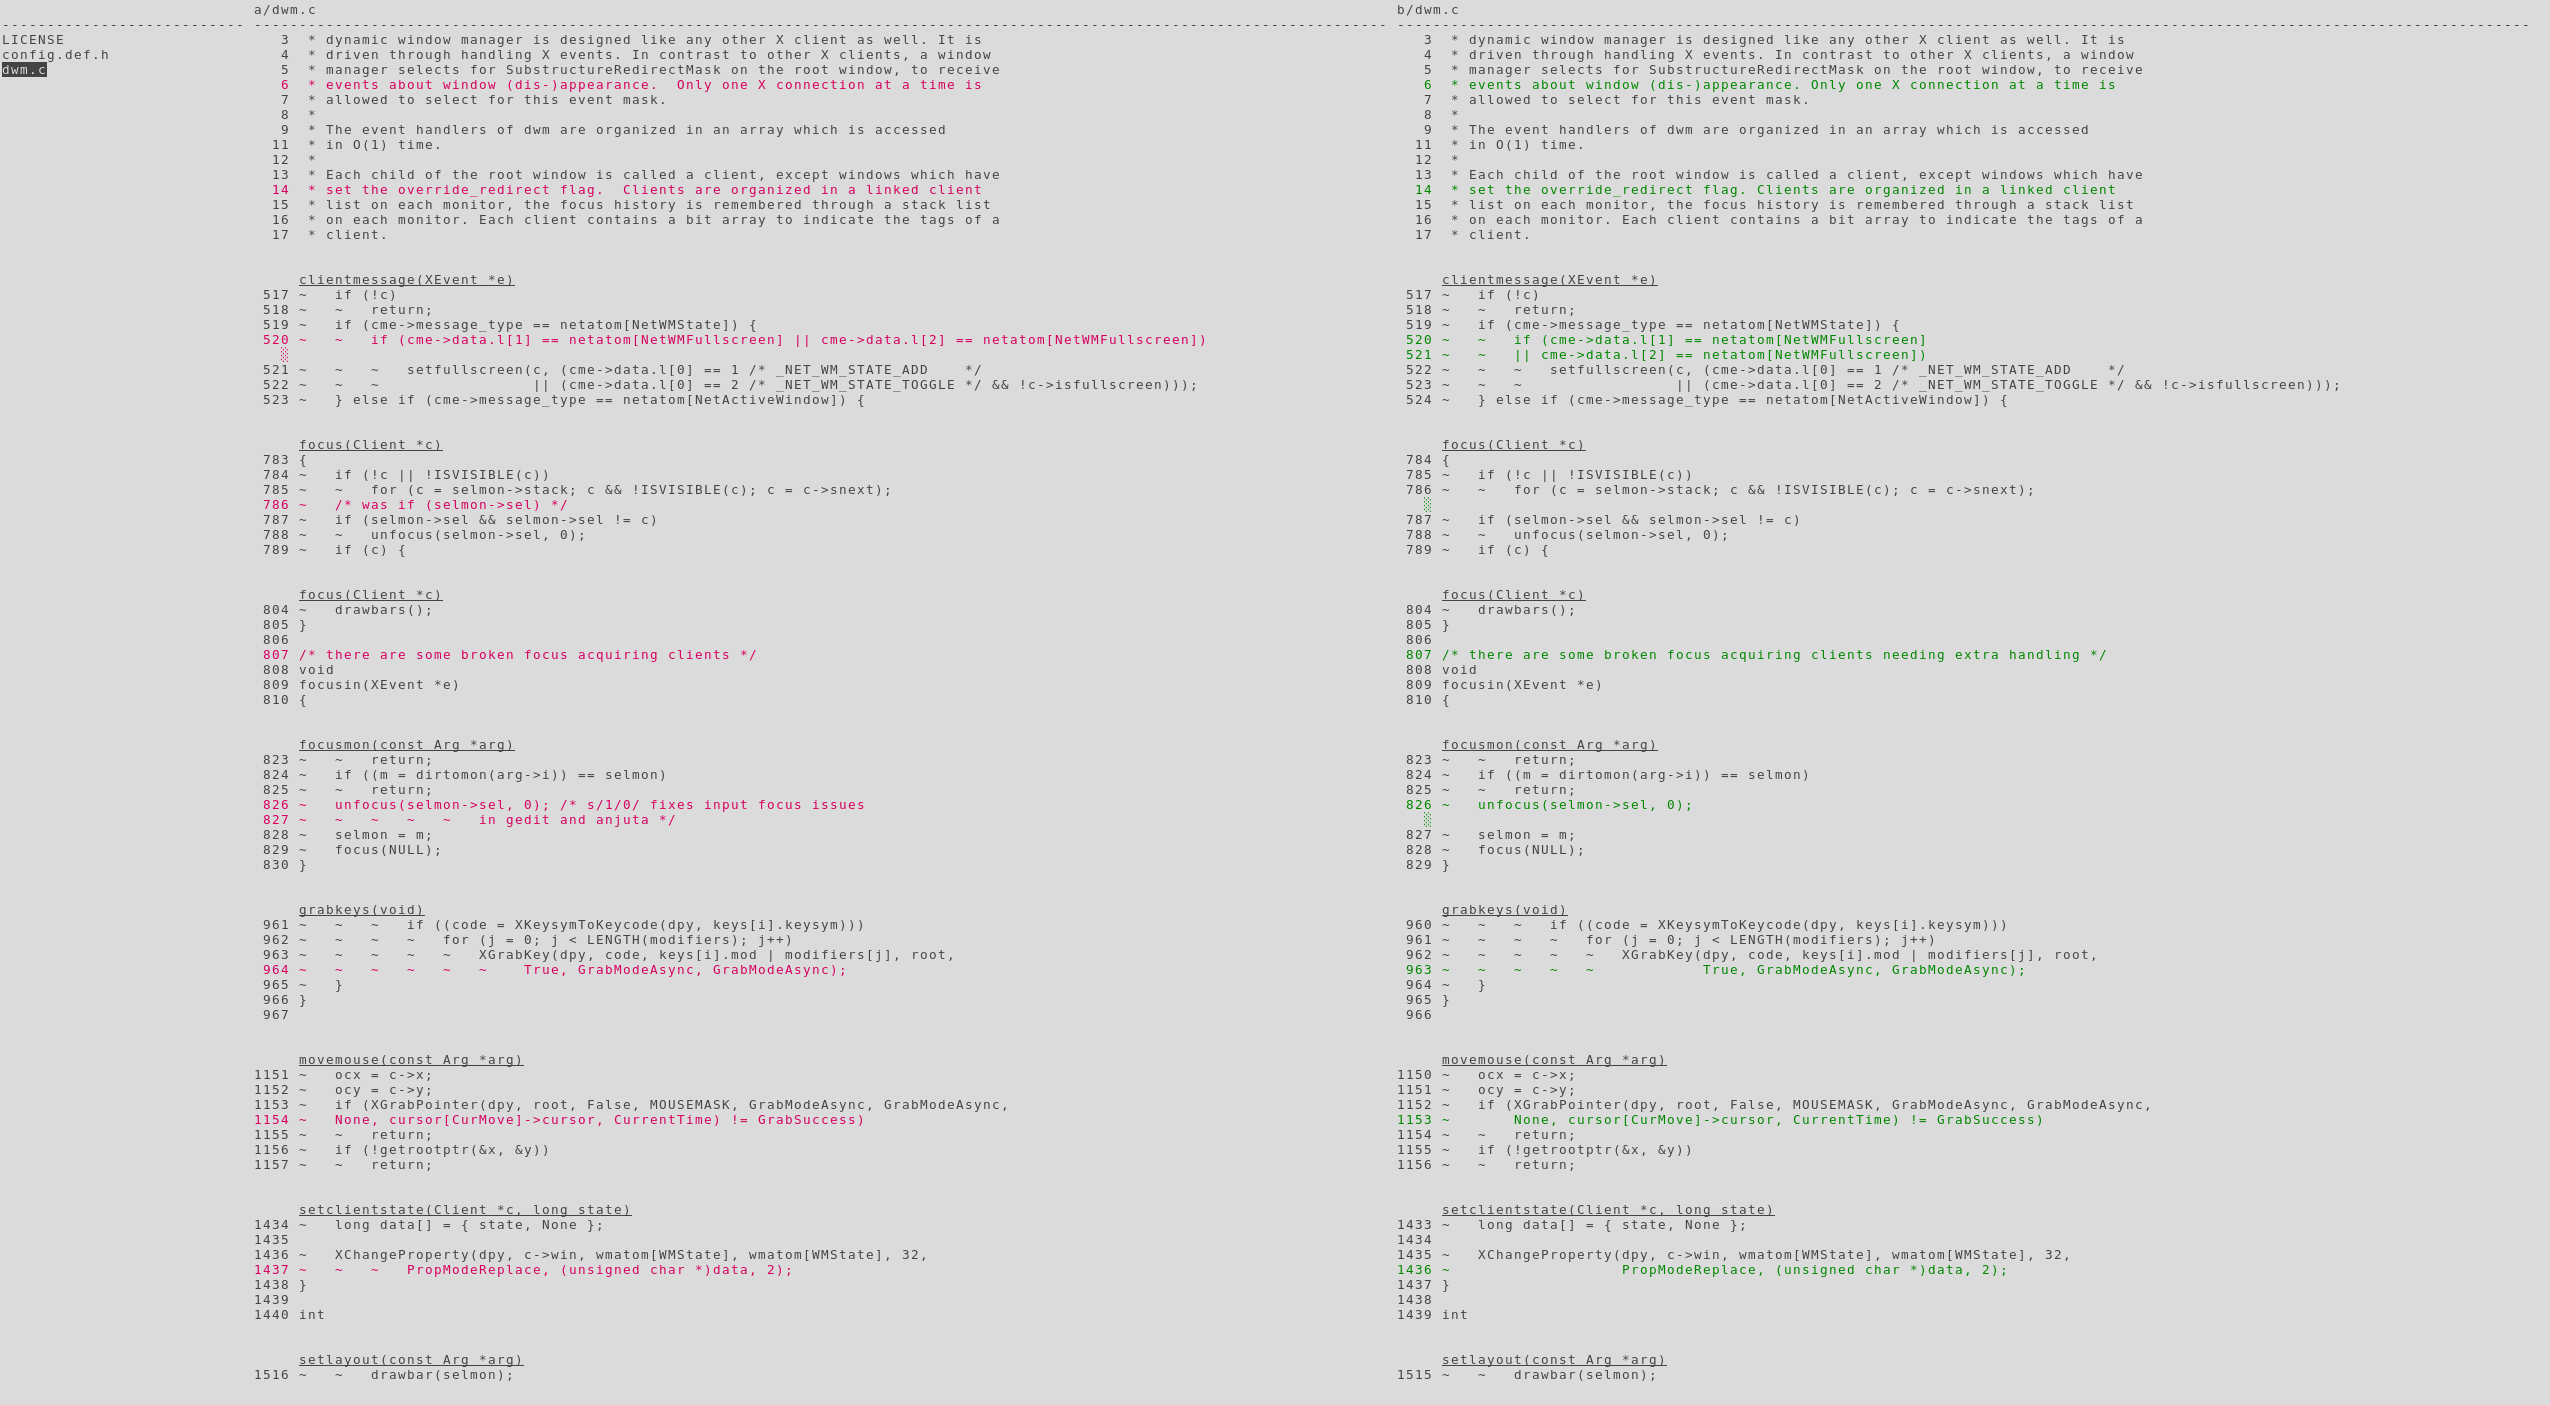 a/dwm.c b/dwm.c
--------------------------- ------------------------------------------------------------------------------------------------------------------------------ ------------------------------------------------------------------------------------------------------------------------------
LICENSE
config.def.h
dwm.c
   3  * dynamic window manager is designed like any other X client as well. It is
   4  * driven through handling X events. In contrast to other X clients, a window
   5  * manager selects for SubstructureRedirectMask on the root window, to receive
   6  * events about window (dis-)appearance.  Only one X connection at a time is
   7  * allowed to select for this event mask.
   8  *
   9  * The event handlers of dwm are organized in an array which is accessed
  11  * in O(1) time.
  12  *
  13  * Each child of the root window is called a client, except windows which have
  14  * set the override_redirect flag.  Clients are organized in a linked client
  15  * list on each monitor, the focus history is remembered through a stack list
  16  * on each monitor. Each client contains a bit array to indicate the tags of a
  17  * client.
     clientmessage(XEvent *e)
 517 ~   if (!c)
 518 ~   ~   return;
 519 ~   if (cme->message_type == netatom[NetWMState]) {
 520 ~   ~   if (cme->data.l[1] == netatom[NetWMFullscreen] || cme->data.l[2] == netatom[NetWMFullscreen])
   ░
 521 ~   ~   ~   setfullscreen(c, (cme->data.l[0] == 1 /* _NET_WM_STATE_ADD    */
 522 ~   ~   ~                 || (cme->data.l[0] == 2 /* _NET_WM_STATE_TOGGLE */ && !c->isfullscreen)));
 523 ~   } else if (cme->message_type == netatom[NetActiveWindow]) {
     focus(Client *c)
 783 {
 784 ~   if (!c || !ISVISIBLE(c))
 785 ~   ~   for (c = selmon->stack; c && !ISVISIBLE(c); c = c->snext);
 786 ~   /* was if (selmon->sel) */
 787 ~   if (selmon->sel && selmon->sel != c)
 788 ~   ~   unfocus(selmon->sel, 0);
 789 ~   if (c) {
     focus(Client *c)
 804 ~   drawbars();
 805 }
 806
 807 /* there are some broken focus acquiring clients */
 808 void
 809 focusin(XEvent *e)
 810 {
     focusmon(const Arg *arg)
 823 ~   ~   return;
 824 ~   if ((m = dirtomon(arg->i)) == selmon)
 825 ~   ~   return;
 826 ~   unfocus(selmon->sel, 0); /* s/1/0/ fixes input focus issues
 827 ~   ~   ~   ~   ~   in gedit and anjuta */
 828 ~   selmon = m;
 829 ~   focus(NULL);
 830 }
     grabkeys(void)
 961 ~   ~   ~   if ((code = XKeysymToKeycode(dpy, keys[i].keysym)))
 962 ~   ~   ~   ~   for (j = 0; j < LENGTH(modifiers); j++)
 963 ~   ~   ~   ~   ~   XGrabKey(dpy, code, keys[i].mod | modifiers[j], root,
 964 ~   ~   ~   ~   ~   ~    True, GrabModeAsync, GrabModeAsync);
 965 ~   }
 966 }
 967
     movemouse(const Arg *arg)
1151 ~   ocx = c->x;
1152 ~   ocy = c->y;
1153 ~   if (XGrabPointer(dpy, root, False, MOUSEMASK, GrabModeAsync, GrabModeAsync,
1154 ~   None, cursor[CurMove]->cursor, CurrentTime) != GrabSuccess)
1155 ~   ~   return;
1156 ~   if (!getrootptr(&x, &y))
1157 ~   ~   return;
     setclientstate(Client *c, long state)
1434 ~   long data[] = { state, None };
1435
1436 ~   XChangeProperty(dpy, c->win, wmatom[WMState], wmatom[WMState], 32,
1437 ~   ~   ~   PropModeReplace, (unsigned char *)data, 2);
1438 }
1439
1440 int
     setlayout(const Arg *arg)
1516 ~   ~   drawbar(selmon);
   3  * dynamic window manager is designed like any other X client as well. It is
   4  * driven through handling X events. In contrast to other X clients, a window
   5  * manager selects for SubstructureRedirectMask on the root window, to receive
   6  * events about window (dis-)appearance. Only one X connection at a time is
   7  * allowed to select for this event mask.
   8  *
   9  * The event handlers of dwm are organized in an array which is accessed
  11  * in O(1) time.
  12  *
  13  * Each child of the root window is called a client, except windows which have
  14  * set the override_redirect flag. Clients are organized in a linked client
  15  * list on each monitor, the focus history is remembered through a stack list
  16  * on each monitor. Each client contains a bit array to indicate the tags of a
  17  * client.
     clientmessage(XEvent *e)
 517 ~   if (!c)
 518 ~   ~   return;
 519 ~   if (cme->message_type == netatom[NetWMState]) {
 520 ~   ~   if (cme->data.l[1] == netatom[NetWMFullscreen]
 521 ~   ~   || cme->data.l[2] == netatom[NetWMFullscreen])
 522 ~   ~   ~   setfullscreen(c, (cme->data.l[0] == 1 /* _NET_WM_STATE_ADD    */
 523 ~   ~   ~                 || (cme->data.l[0] == 2 /* _NET_WM_STATE_TOGGLE */ && !c->isfullscreen)));
 524 ~   } else if (cme->message_type == netatom[NetActiveWindow]) {
     focus(Client *c)
 784 {
 785 ~   if (!c || !ISVISIBLE(c))
 786 ~   ~   for (c = selmon->stack; c && !ISVISIBLE(c); c = c->snext);
   ░
 787 ~   if (selmon->sel && selmon->sel != c)
 788 ~   ~   unfocus(selmon->sel, 0);
 789 ~   if (c) {
     focus(Client *c)
 804 ~   drawbars();
 805 }
 806
 807 /* there are some broken focus acquiring clients needing extra handling */
 808 void
 809 focusin(XEvent *e)
 810 {
     focusmon(const Arg *arg)
 823 ~   ~   return;
 824 ~   if ((m = dirtomon(arg->i)) == selmon)
 825 ~   ~   return;
 826 ~   unfocus(selmon->sel, 0);
   ░
 827 ~   selmon = m;
 828 ~   focus(NULL);
 829 }
     grabkeys(void)
 960 ~   ~   ~   if ((code = XKeysymToKeycode(dpy, keys[i].keysym)))
 961 ~   ~   ~   ~   for (j = 0; j < LENGTH(modifiers); j++)
 962 ~   ~   ~   ~   ~   XGrabKey(dpy, code, keys[i].mod | modifiers[j], root,
 963 ~   ~   ~   ~   ~            True, GrabModeAsync, GrabModeAsync);
 964 ~   }
 965 }
 966
     movemouse(const Arg *arg)
1150 ~   ocx = c->x;
1151 ~   ocy = c->y;
1152 ~   if (XGrabPointer(dpy, root, False, MOUSEMASK, GrabModeAsync, GrabModeAsync,
1153 ~       None, cursor[CurMove]->cursor, CurrentTime) != GrabSuccess)
1154 ~   ~   return;
1155 ~   if (!getrootptr(&x, &y))
1156 ~   ~   return;
     setclientstate(Client *c, long state)
1433 ~   long data[] = { state, None };
1434
1435 ~   XChangeProperty(dpy, c->win, wmatom[WMState], wmatom[WMState], 32,
1436 ~                   PropModeReplace, (unsigned char *)data, 2);
1437 }
1438
1439 int
     setlayout(const Arg *arg)
1515 ~   ~   drawbar(selmon);